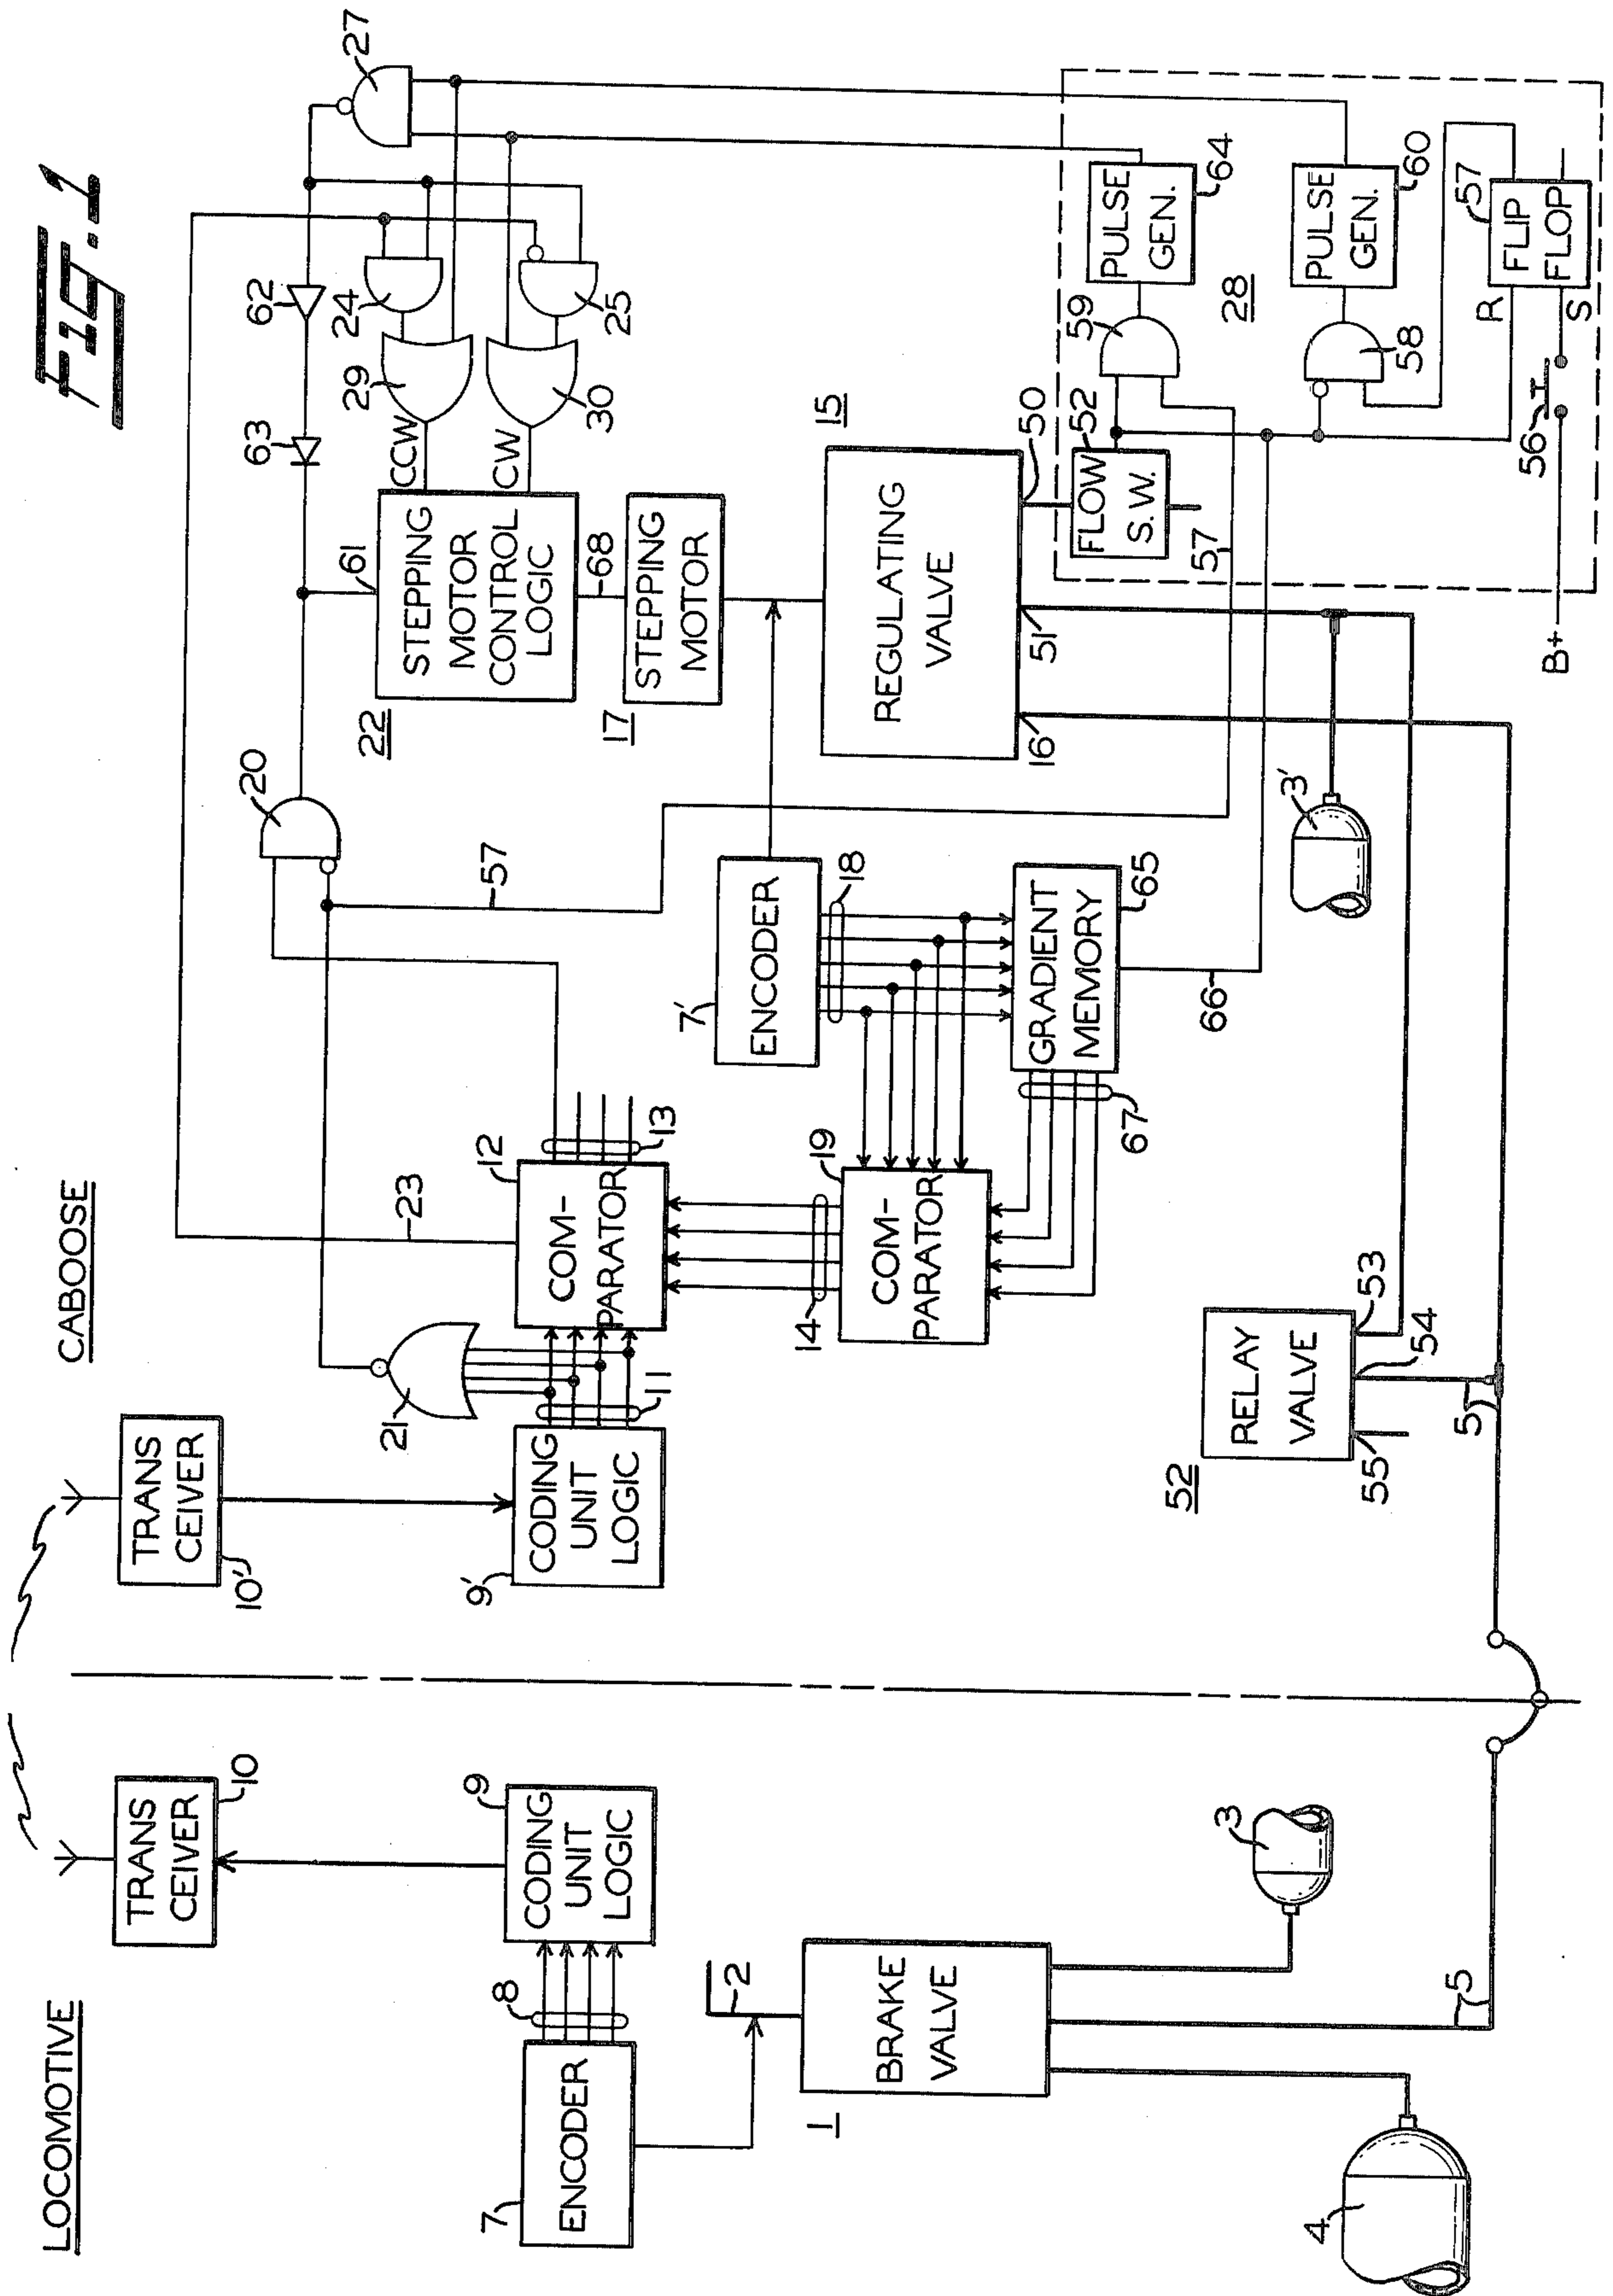 Fig. 1
LOCOMOTIVE
CABOOSE
TRANS
CEIVER
10
9
CODING
UNIT
LOGIC
8
7
ENCODER
2
BRAKE
VALVE
1
3
4
5
TRANS
CEIVER
10'
9'
CODING
UNIT
LOGIC
11
21
12
COM-
PARATOR
13
23
14
19
COM-
PARATOR
67
7'
ENCODER
18
GRADIENT
MEMORY
65
66
57
20
63
62
61
22
STEPPING
MOTOR
CONTROL
LOGIC
CCW
CW
29
30
24
25
27
68
17
STEPPING
MOTOR
15
REGULATING
VALVE
16
51
50
FLOW
S.W.
52
57
59
PULSE
GEN.
64
28
58
PULSE
GEN.
60
57
FLIP
FLOP
R
S
56
B+
3'
52
RELAY
VALVE
53
54
55
5